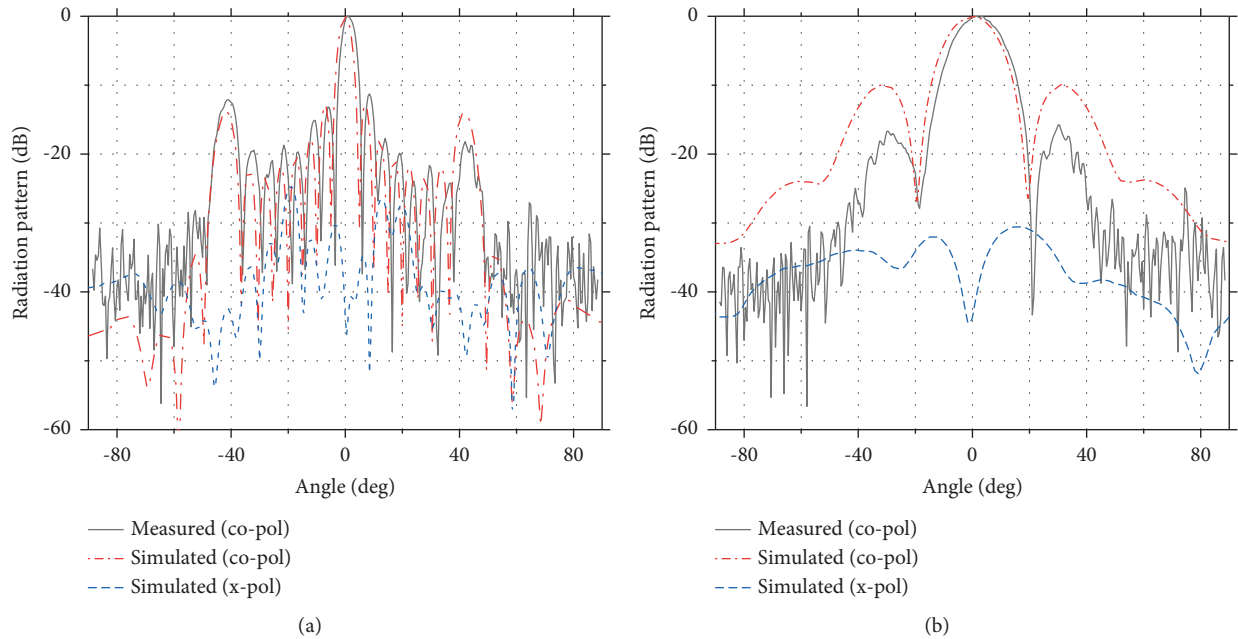 0
-20
-40
-60
Radiation pattern (dB)
-80 -40 0 40 80
Angle (deg)
Measured (co-pol)
Simulated (co-pol)
Simulated (x-pol)
(a)
0
-20
-40
-60
Radiation pattern (dB)
-80 -40 0 40 80
Angle (deg)
Measured (co-pol)
Simulated (co-pol)
Simulated (x-pol)
(b)